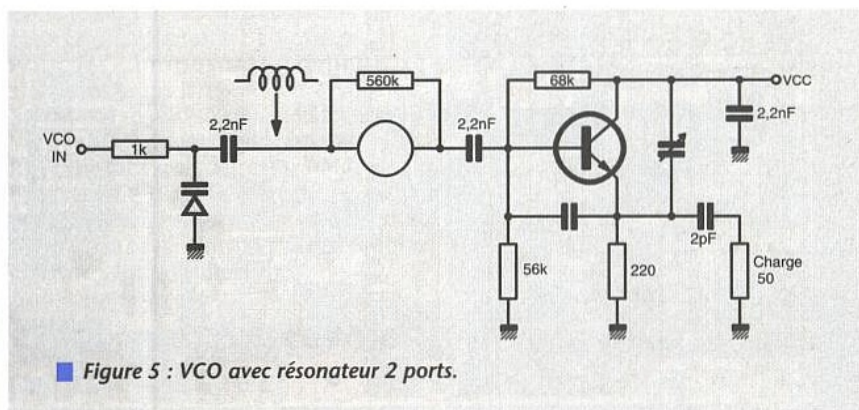 560k
68k
VCC
2,2nF
2,2nF
2,2nF
VCO
IN
1k
2pF
56k
220
Charge
50
Figure 5 : VCO avec résonateur 2 ports.